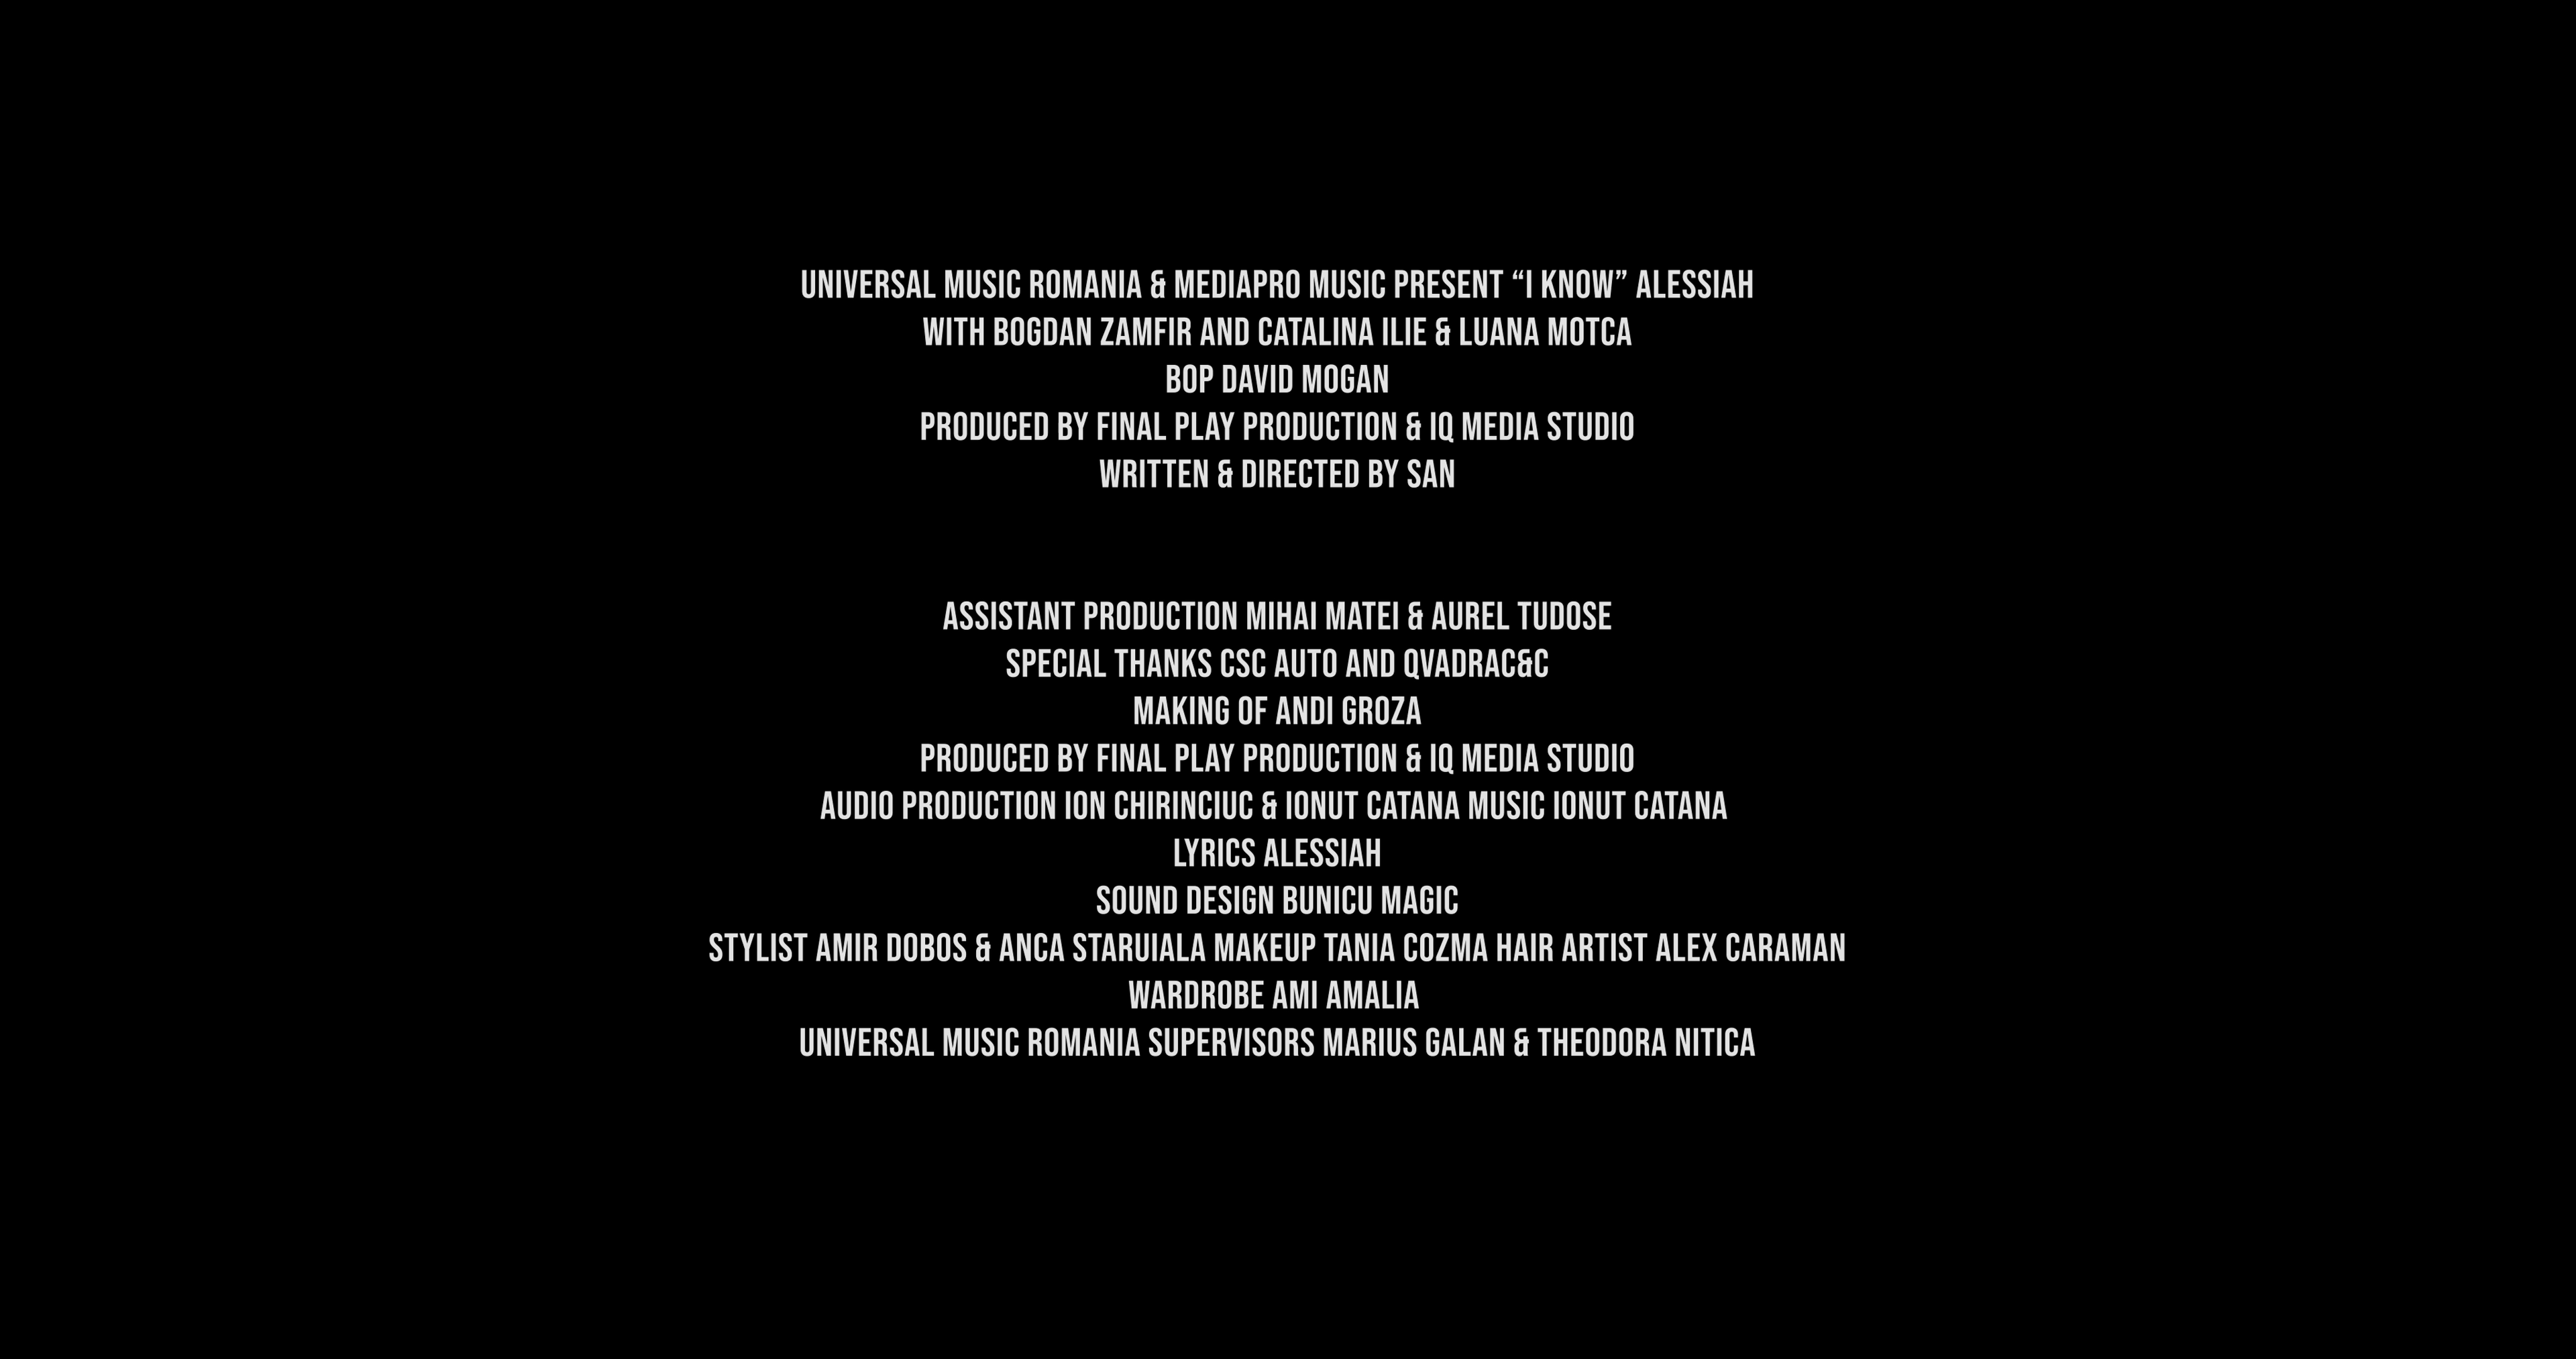 UNIVERSAL MUSIC ROMANIA & MEDIAPRO MUSIC PRESENT “I KNOW” ALESSIAH
WITH BOGDAN ZAMFIR AND CATALINA ILIE & LUANA MOTCA
BOP DAVID MOGAN
PRODUCED BY FINAL PLAY PRODUCTION & IQ MEDIA STUDIO
WRITTEN & DIRECTED BY SAN
ASSISTANT PRODUCTION MIHAI MATEI & AUREL TUDOSE
SPECIAL THANKS CSC AUTO AND QVADRAC&C
MAKING OF ANDI GROZA
PRODUCED BY FINAL PLAY PRODUCTION & IQ MEDIA STUDIO
AUDIO PRODUCTION ION CHIRINCIUC & IONUT CATANA MUSIC IONUT CATANA
LYRICS ALESSIAH
SOUND DESIGN BUNICU MAGIC
STYLIST AMIR DOBOS & ANCA STARUIALA MAKEUP TANIA COZMA HAIR ARTIST ALEX CARAMAN
WARDROBE AMI AMALIA
UNIVERSAL MUSIC ROMANIA SUPERVISORS MARIUS GALAN & THEODORA NITICA